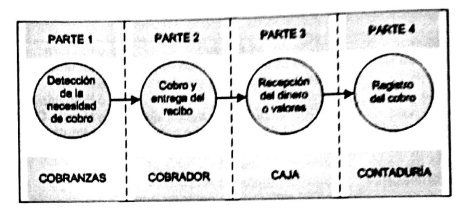 PARTE 1
PARTE 2
PARTE 3
PARTE 4
Detección
de la
necesidad
de cobro
Cobro y
entrega del
recibo
Recepción
del dinero
o valores
Registro
del cobro
COBRANZAS
COBRADOR
CAJA
CONTADURÍA